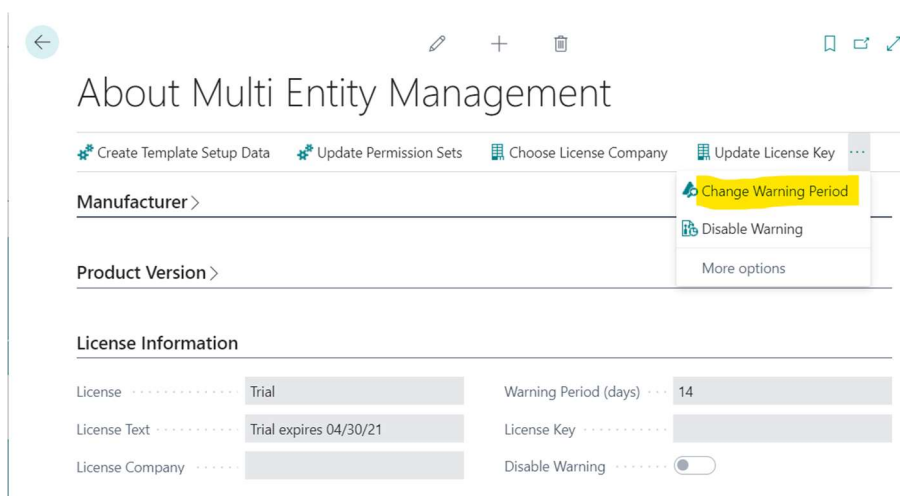 About Multi Entity Management
Create Template Setup Data Update Permission Sets Choose License Company Update License Key ...
Change Warning Period
Disable Warning
More options
Manufacturer >
Product Version >
License Information
License Trial
License Text Trial expires 04/30/21
License Company
Warning Period (days) 14
License Key
Disable Warning